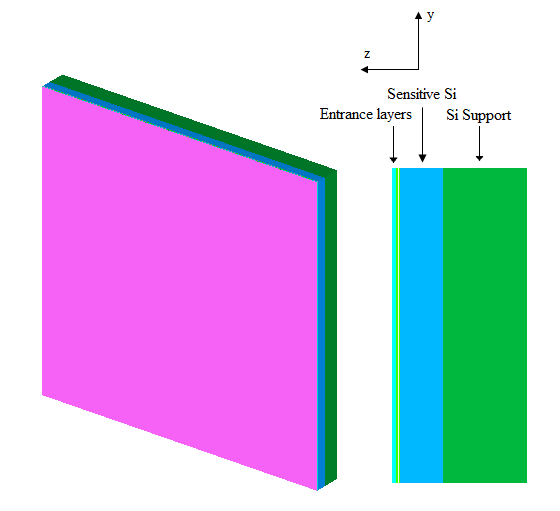 y
z
Sensitive Si
Entrance layers
Si Support